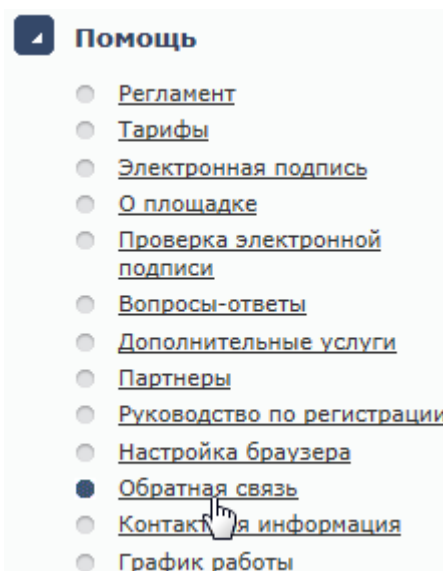 Помощь
Регламент
Тарифы
Электронная подпись
О площадке
Проверка электронной
подписи
Вопросы-ответы
Дополнительные услуги
Партнеры
Руководство по регистрации
Настройка браузера
Обратная связь
Контактная информация
График работы